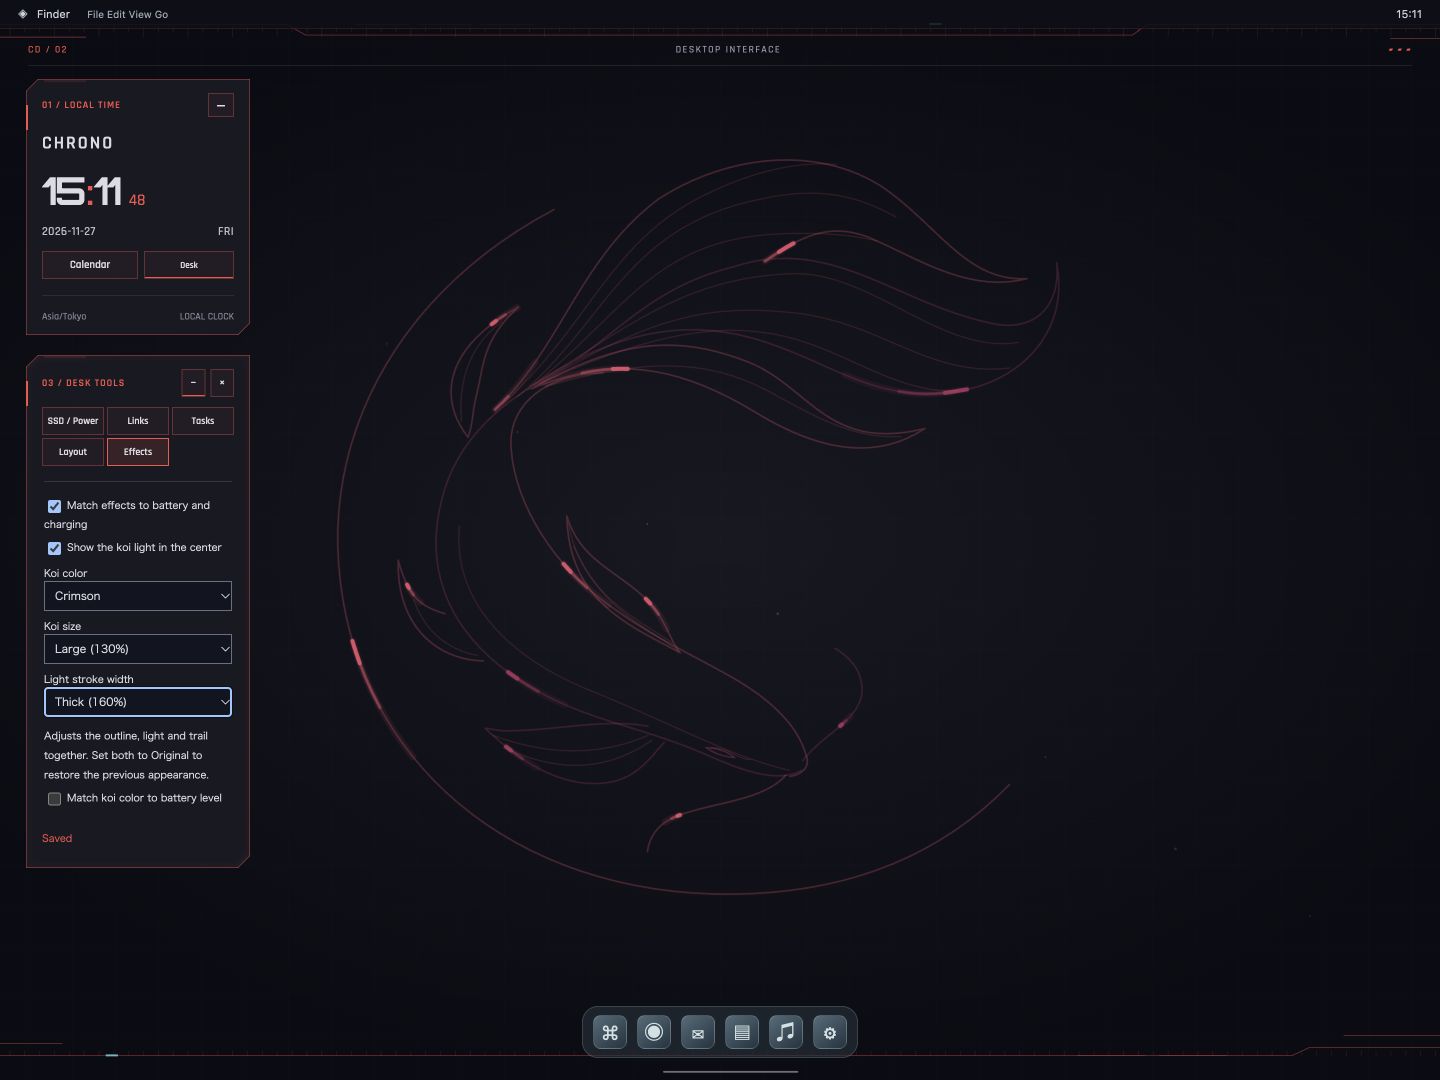 Finder File Edit View Go 15:11
CD / 02
DESKTOP INTERFACE
01 / LOCAL TIME
CHRONO
15:11 48
2026-11-27 FRI
Calendar Desk
Asia/Tokyo LOCAL CLOCK
03 / DESK TOOLS
SSD / Power Links Tasks
Layout Effects
Match effects to battery and
charging
Show the koi light in the center
Koi color
Crimson
Koi size
Large (130%)
Light stroke width
Thick (160%)
Adjusts the outline, light and trail
together. Set both to Original to
restore the previous appearance.
Match koi color to battery level
Saved